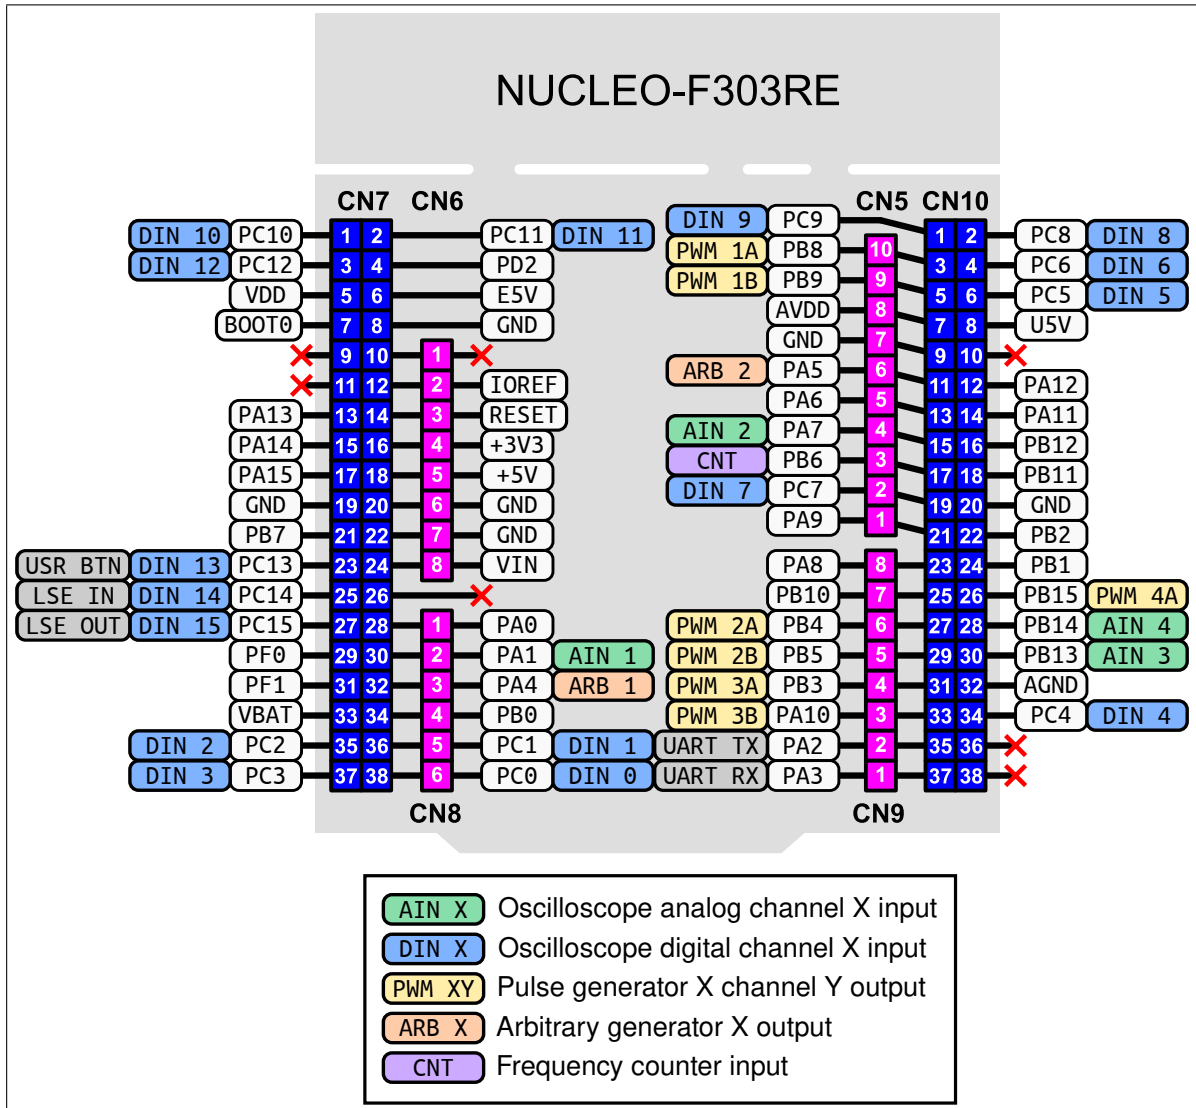 NUCLEO-F303RE
CN7 CN6 CN5 CN10
DIN 9 PC9
DIN 10 PC10 1 2 PC11 DIN 11 1 2 PC8 DIN 8
PWM 1A PB8 10
DIN 12 PC12 3 4 PD2 3 4 PC6 DIN 6
PWM 1B PB9 9
VDD 5 6 E5V 5 6 PC5 DIN 5
AVDD 8
BOOT0 7 8 GND 7 8 U5V
GND 7
9 10 1 9 10
ARB 2 PA5 6
11 12 2 IOREF 11 12 PA12
PA6 5
PA13 13 14 3 RESET 13 14 PA11
AIN 2 PA7 4
PA14 15 16 4 +3V3 15 16 PB12
CNT PB6 3
PA15 17 18 5 +5V 17 18 PB11
DIN 7 PC7 2
GND 19 20 6 GND 19 20 GND
PA9 1
PB7 21 22 7 GND 21 22 PB2
USR BTN DIN 13 PC13 23 24 8 VIN PA8 8 23 24 PB1
LSE IN DIN 14 PC14 25 26 PB10 7 25 26 PB15 PWM 4A
LSE OUT DIN 15 PC15 27 28 1 PA0 PWM 2A PB4 6 27 28 PB14 AIN 4
PF0 29 30 2 PA1 AIN 1 PWM 2B PB5 5 29 30 PB13 AIN 3
PF1 31 32 3 PA4 ARB 1 PWM 3A PB3 4 31 32 AGND
VBAT 33 34 4 PB0 PWM 3B PA10 3 33 34 PC4 DIN 4
DIN 2 PC2 35 36 5 PC1 DIN 1 UART TX PA2 2 35 36
DIN 3 PC3 37 38 6 PC0 DIN 0 UART RX PA3 1 37 38
CN8 CN9
AIN X Oscilloscope analog channel X input
DIN X Oscilloscope digital channel X input
PWM XY Pulse generator X channel Y output
ARB X Arbitrary generator X output
CNT Frequency counter input